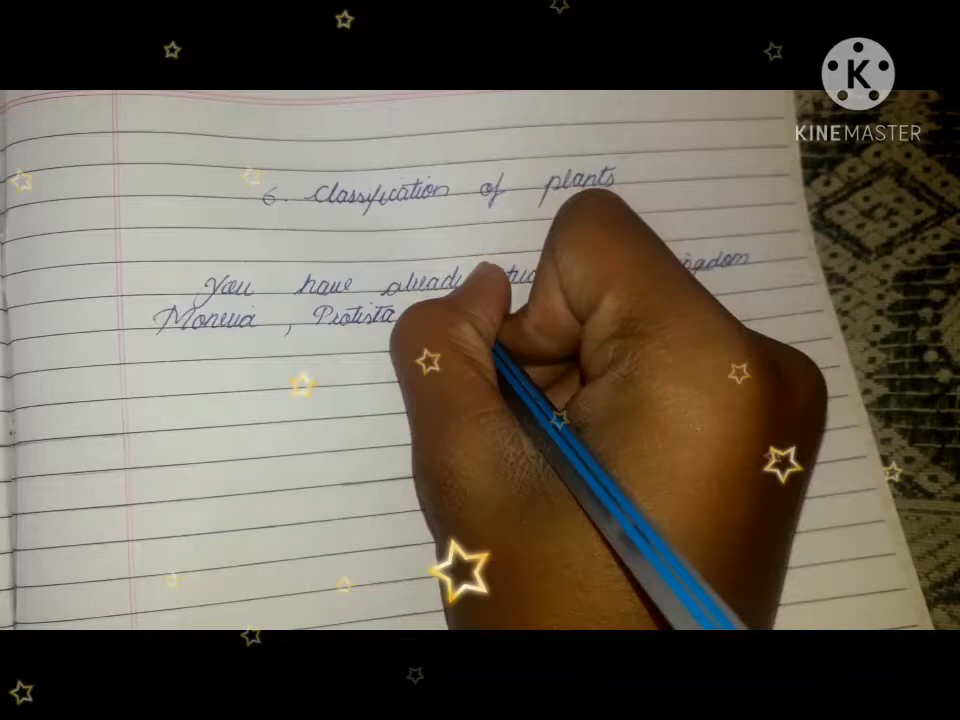 KINEMASTER
6. Classification of plants
You have already
Monera, Protista